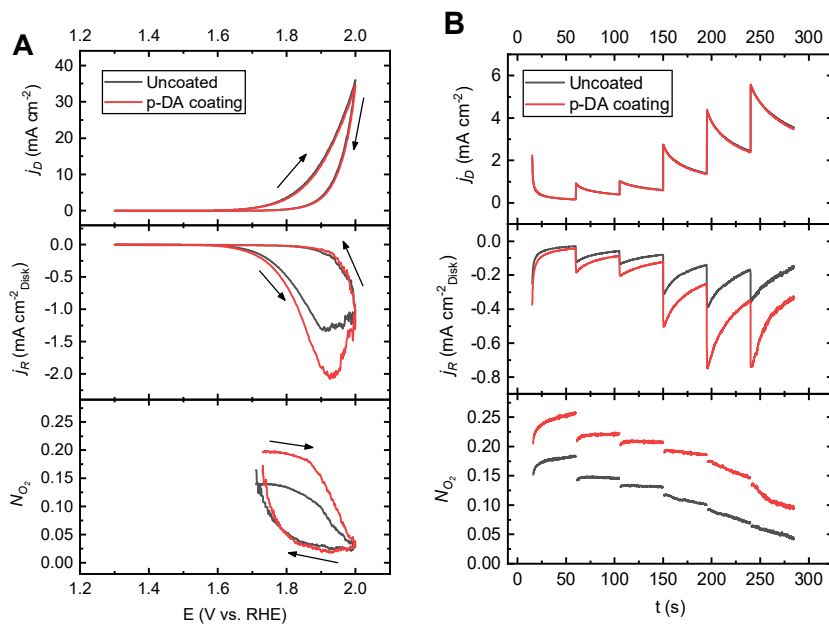 A
1.2 1.4 1.6 1.8 2.0
Uncoated
p-DA coating
40
30
20
10
0
j_D (mA cm⁻²)
0.0
-0.5
-1.0
-1.5
-2.0
j_R (mA cm⁻²_Disk)
0.25
0.20
0.15
0.10
0.05
0.00
N_O₂
1.2 1.4 1.6 1.8 2.0
E (V vs. RHE)
B
0 50 100 150 200 250 300
Uncoated
p-DA coating
6
4
2
0
j_D (mA cm⁻²)
-0.0
-0.2
-0.4
-0.6
-0.8
j_R (mA cm⁻²_Disk)
0.25
0.20
0.15
0.10
0.05
0.00
N_O₂
0 50 100 150 200 250 300
t (s)